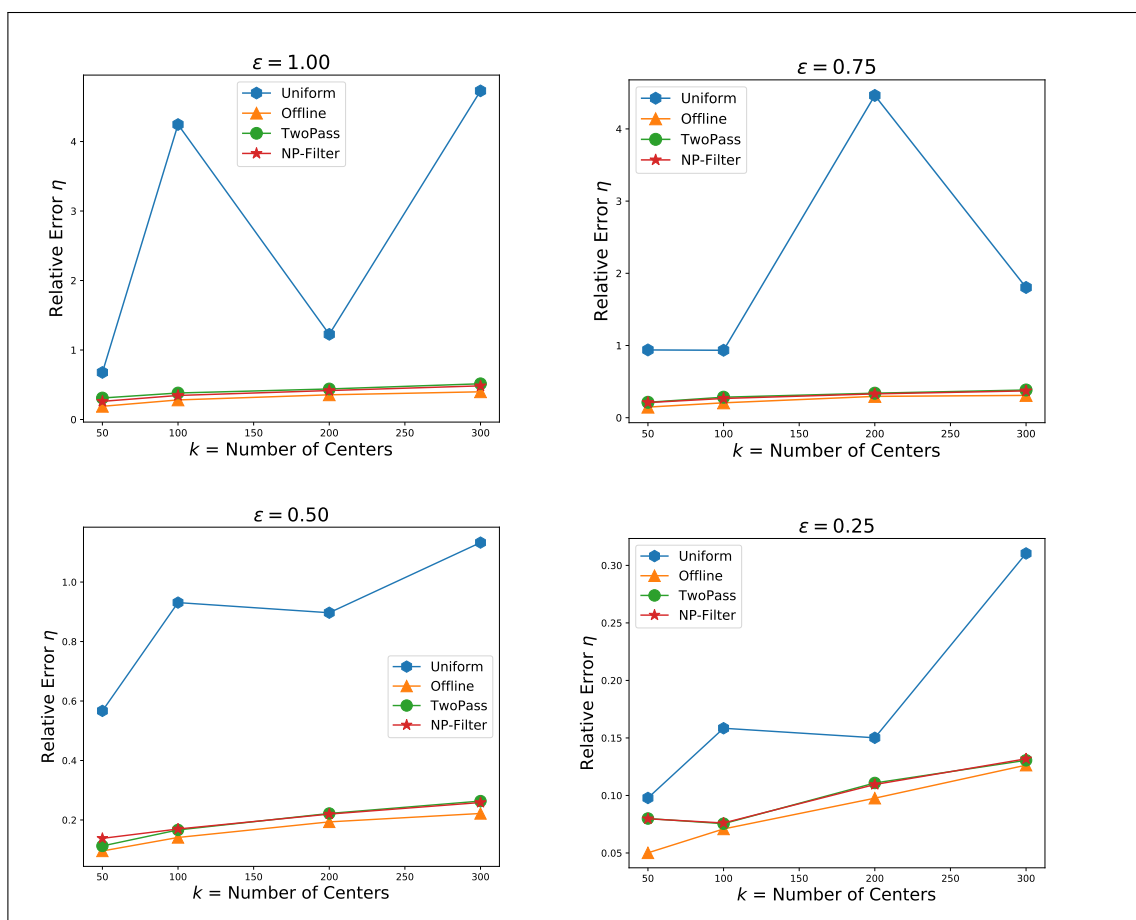 ε = 1.00
Relative Error η
4
3
2
1
0
Uniform
Offline
TwoPass
NP-Filter
50 100 150 200 250 300
k = Number of Centers
ε = 0.75
Relative Error η
4
3
2
1
0
Uniform
Offline
TwoPass
NP-Filter
50 100 150 200 250 300
k = Number of Centers
ε = 0.50
Relative Error η
1.0
0.8
0.6
0.4
0.2
Uniform
Offline
TwoPass
NP-Filter
50 100 150 200 250 300
k = Number of Centers
ε = 0.25
Relative Error η
0.30
0.25
0.20
0.15
0.10
0.05
Uniform
Offline
TwoPass
NP-Filter
50 100 150 200 250 300
k = Number of Centers